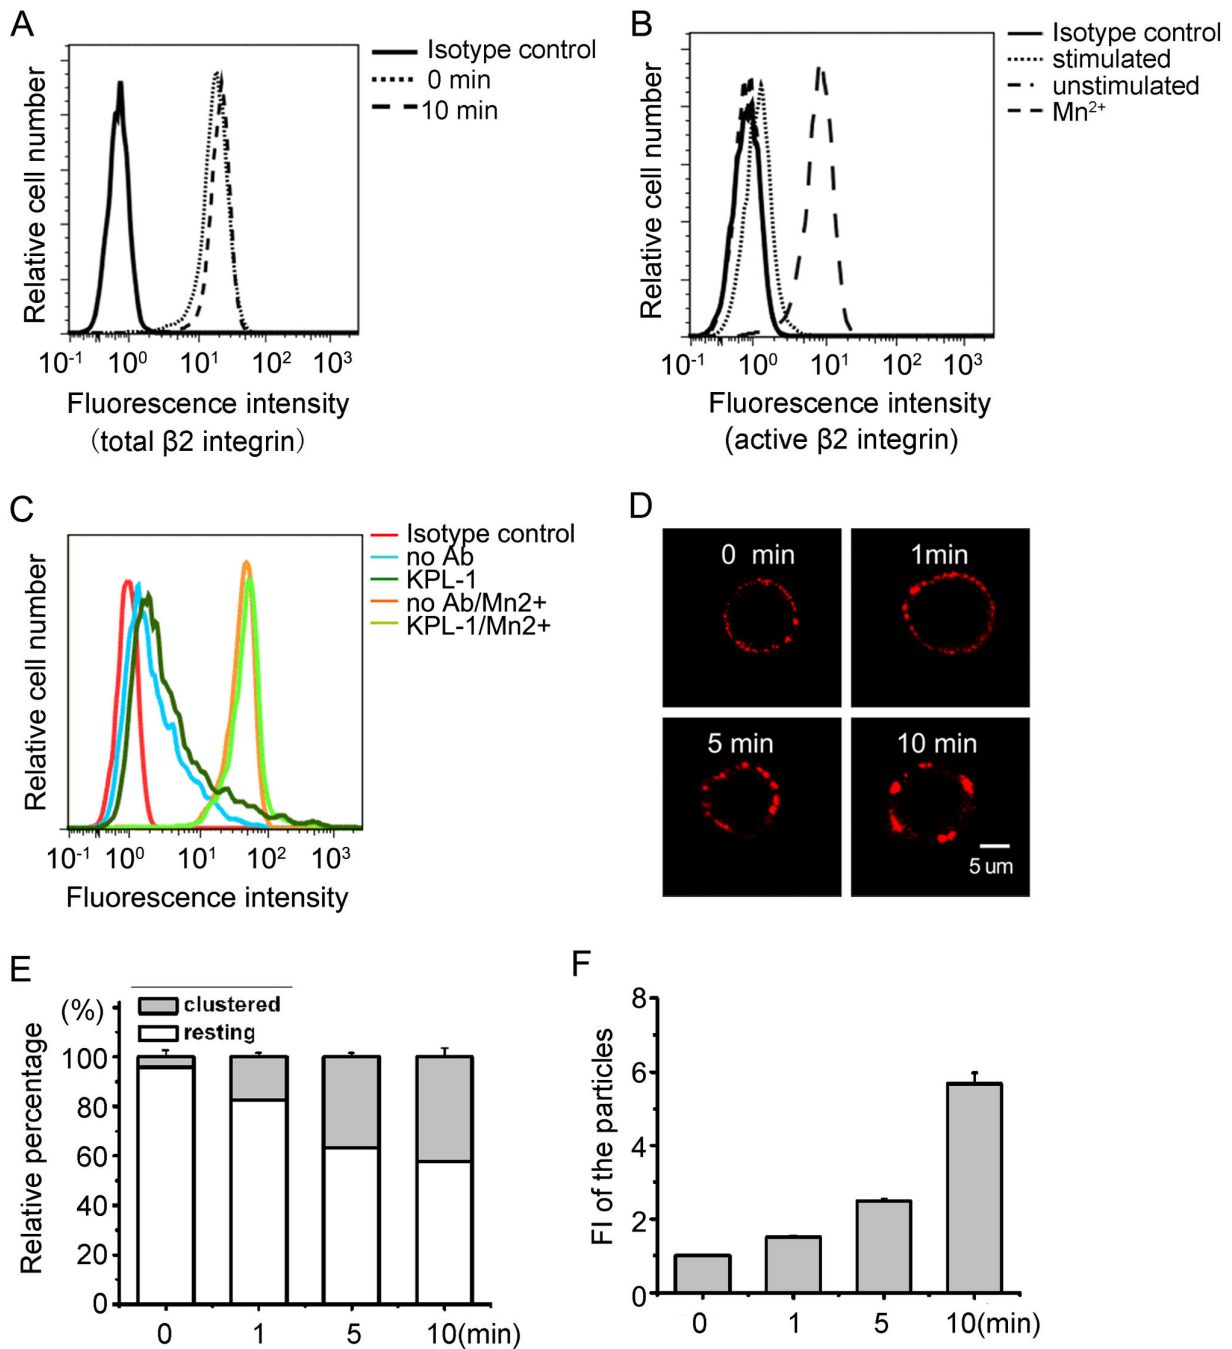 A
Relative cell number
Isotype control
0 min
10 min
10-1 10⁰ 10¹ 10² 10³
Fluorescence intensity
(total β2 integrin)
B
Relative cell number
Isotype control
stimulated
unstimulated
Mn²⁺
10-1 10⁰ 10¹ 10² 10³
Fluorescence intensity
(active β2 integrin)
C
Relative cell number
Isotype control
no Ab
KPL-1
no Ab/Mn2+
KPL-1/Mn2+
10-1 10⁰ 10¹ 10² 10³
Fluorescence intensity
D
0 min
1min
5 min
10 min
5 um
E
Relative percentage
(%)
clustered
resting
100
80
60
40
20
0
0 1 5 10(min)
F
FI of the particles
8
6
4
2
0
0 1 5 10(min)